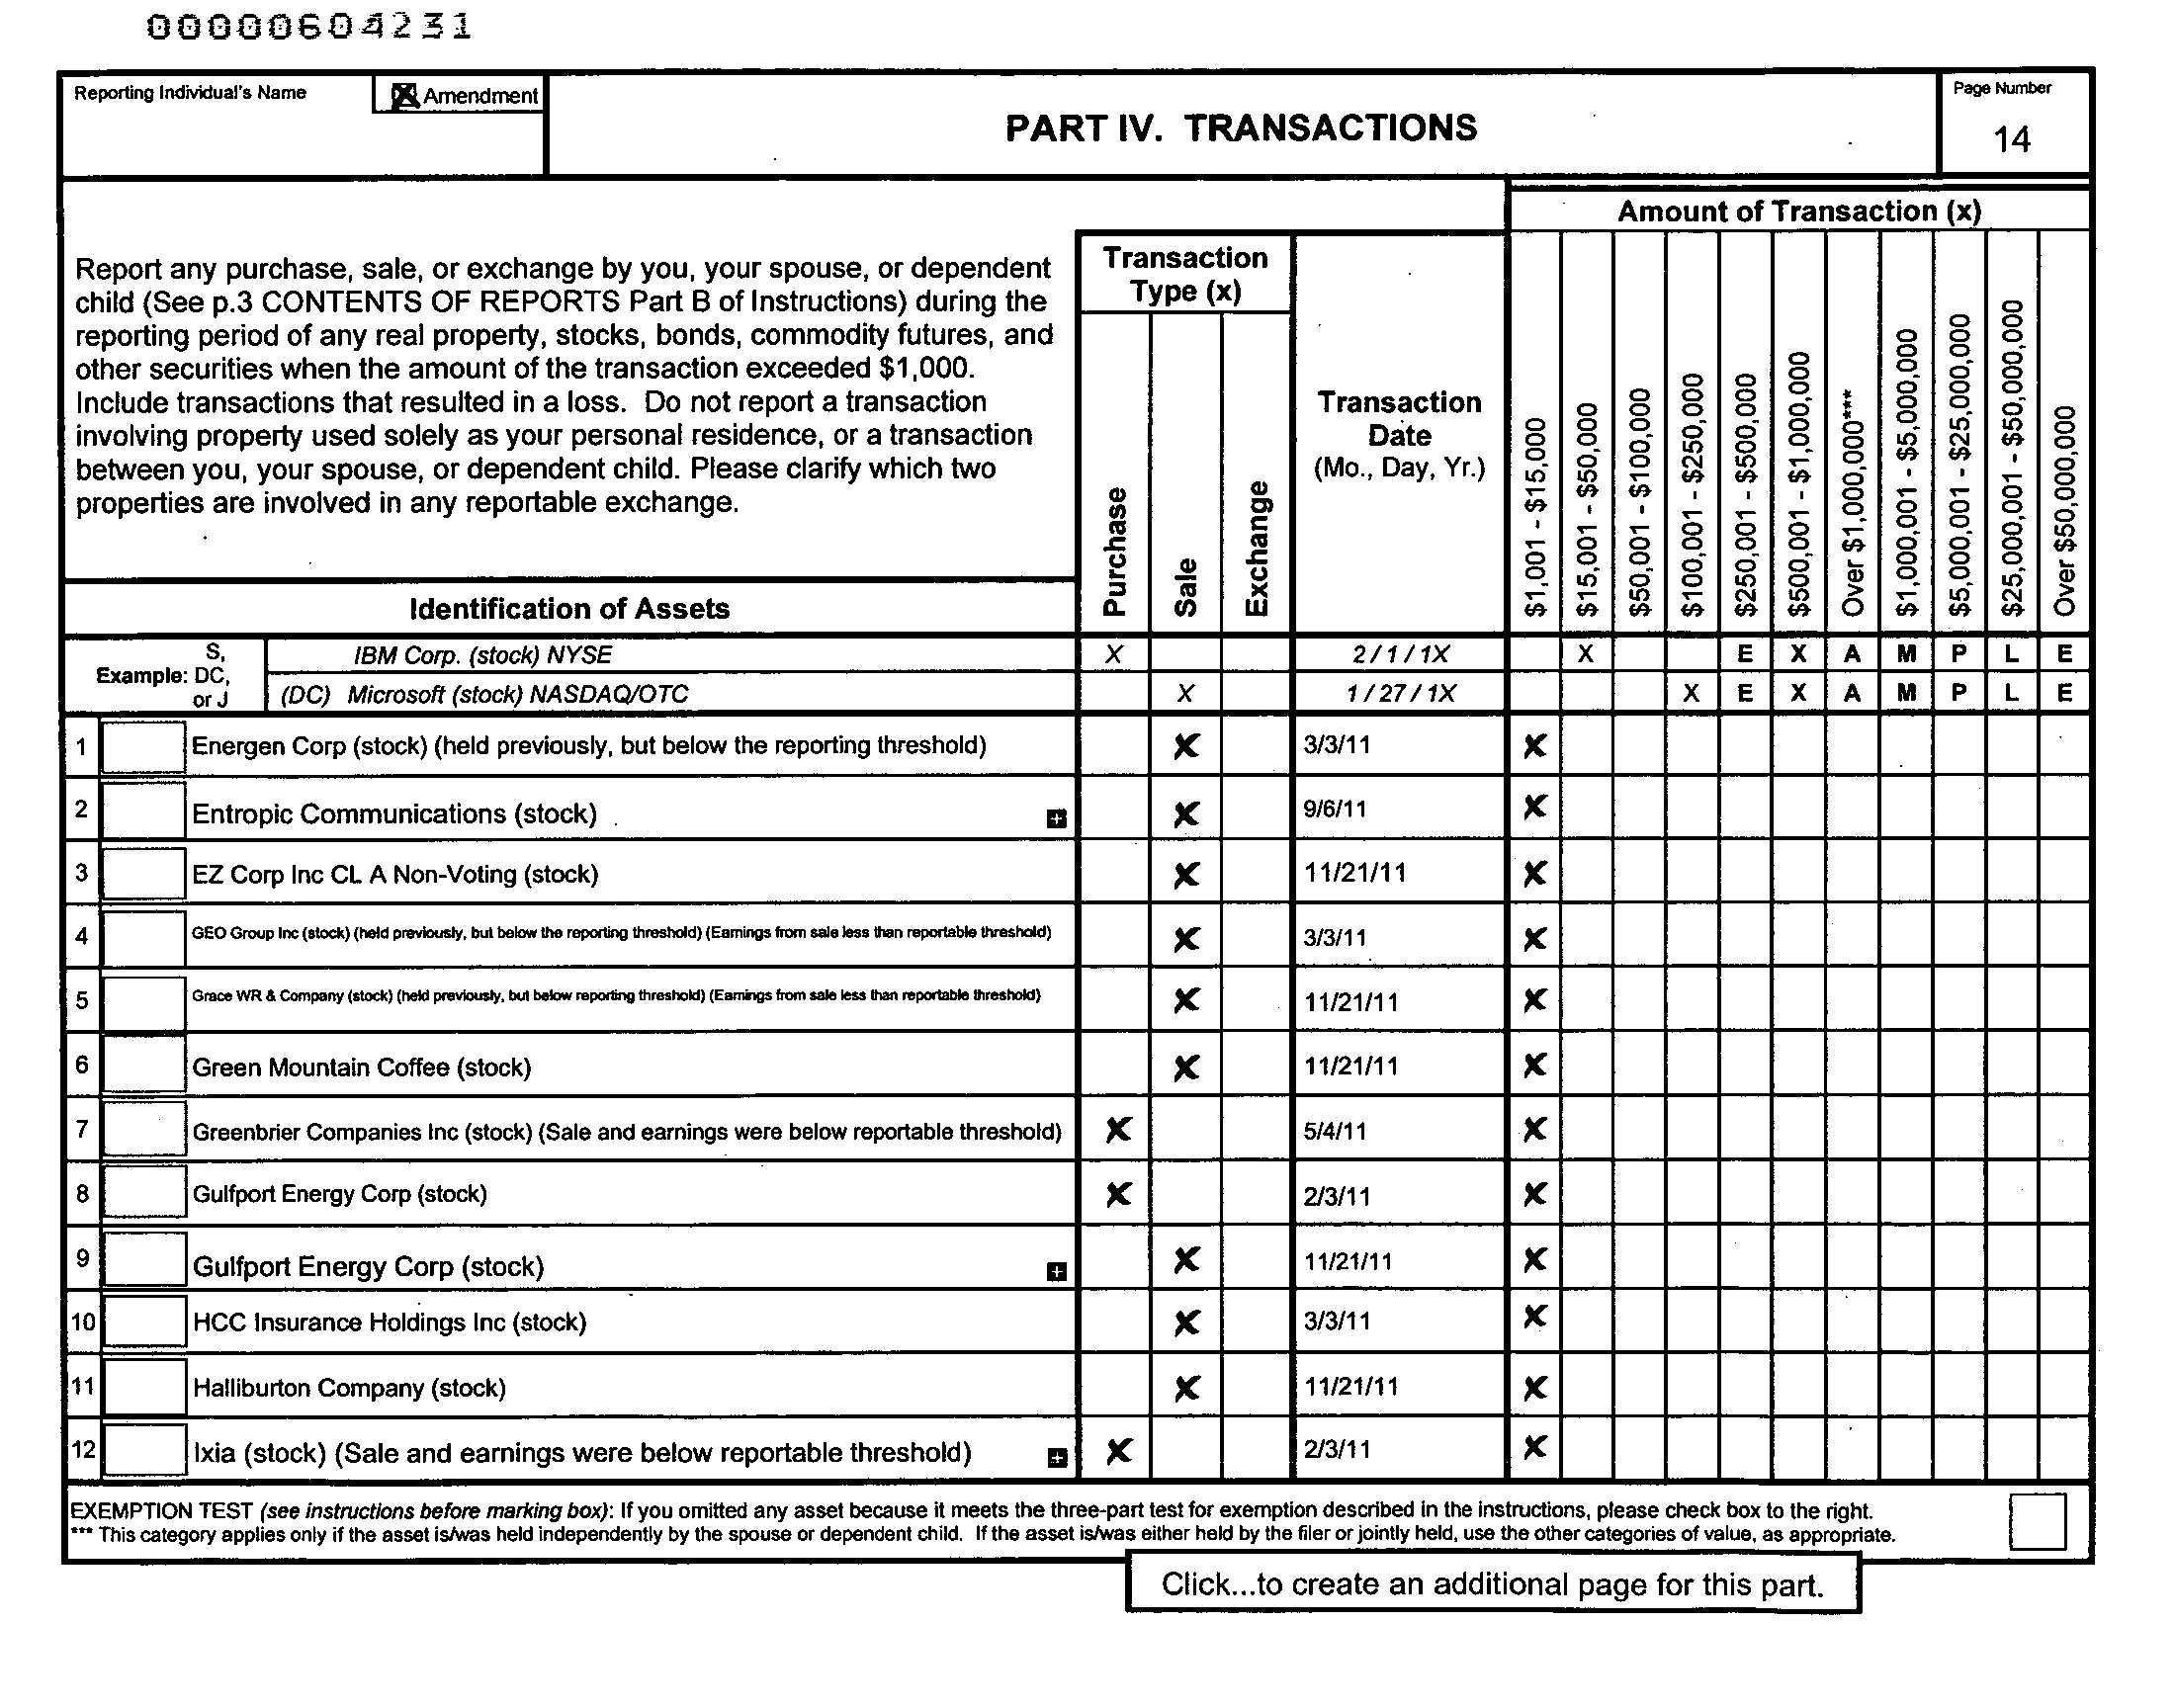 00000604231
Reporting Individual's Name
X Amendment
PART IV. TRANSACTIONS
Page Number
14
Amount of Transaction (x)
Report any purchase, sale, or exchange by you, your spouse, or dependent
child (See p.3 CONTENTS OF REPORTS Part B of Instructions) during the
reporting period of any real property, stocks, bonds, commodity futures, and
other securities when the amount of the transaction exceeded $1,000.
Include transactions that resulted in a loss. Do not report a transaction
involving property used solely as your personal residence, or a transaction
between you, your spouse, or dependent child. Please clarify which two
properties are involved in any reportable exchange.
Transaction
Type (x)
Purchase
Sale
Exchange
Transaction
Date
(Mo., Day, Yr.)
$1,001 - $15,000
$15,001 - $50,000
$50,001 - $100,000
$100,001 - $250,000
$250,001 - $500,000
$500,001 - $1,000,000
Over $1,000,000***
$1,000,001 - $5,000,000
$5,000,001 - $25,000,000
$25,000,001 - $50,000,000
Over $50,000,000
Identification of Assets
Example: S, DC, or J
IBM Corp. (stock) NYSE X 2 / 1 / 1X X E X A M P L E
(DC) Microsoft (stock) NASDAQ/OTC X 1 / 27 / 1X X E X A M P L E
1 Energen Corp (stock) (held previously, but below the reporting threshold) X 3/3/11 X
2 Entropic Communications (stock) + X 9/6/11 X
3 EZ Corp Inc CL A Non-Voting (stock) X 11/21/11 X
4 GEO Group Inc (stock) (held previously, but below the reporting threshold) (Earnings from sale less than reportable threshold) X 3/3/11 X
5 Grace WR & Company (stock) (held previously, but below reporting threshold) (Earnings from sale less than reportable threshold) X 11/21/11 X
6 Green Mountain Coffee (stock) X 11/21/11 X
7 Greenbrier Companies Inc (stock) (Sale and earnings were below reportable threshold) X 5/4/11 X
8 Gulfport Energy Corp (stock) X 2/3/11 X
9 Gulfport Energy Corp (stock) + X 11/21/11 X
10 HCC Insurance Holdings Inc (stock) X 3/3/11 X
11 Halliburton Company (stock) X 11/21/11 X
12 Ixia (stock) (Sale and earnings were below reportable threshold) + X 2/3/11 X
EXEMPTION TEST (see instructions before marking box): If you omitted any asset because it meets the three-part test for exemption described in the instructions, please check box to the right.
*** This category applies only if the asset is/was held independently by the spouse or dependent child. If the asset is/was either held by the filer or jointly held, use the other categories of value, as appropriate.
Click...to create an additional page for this part.